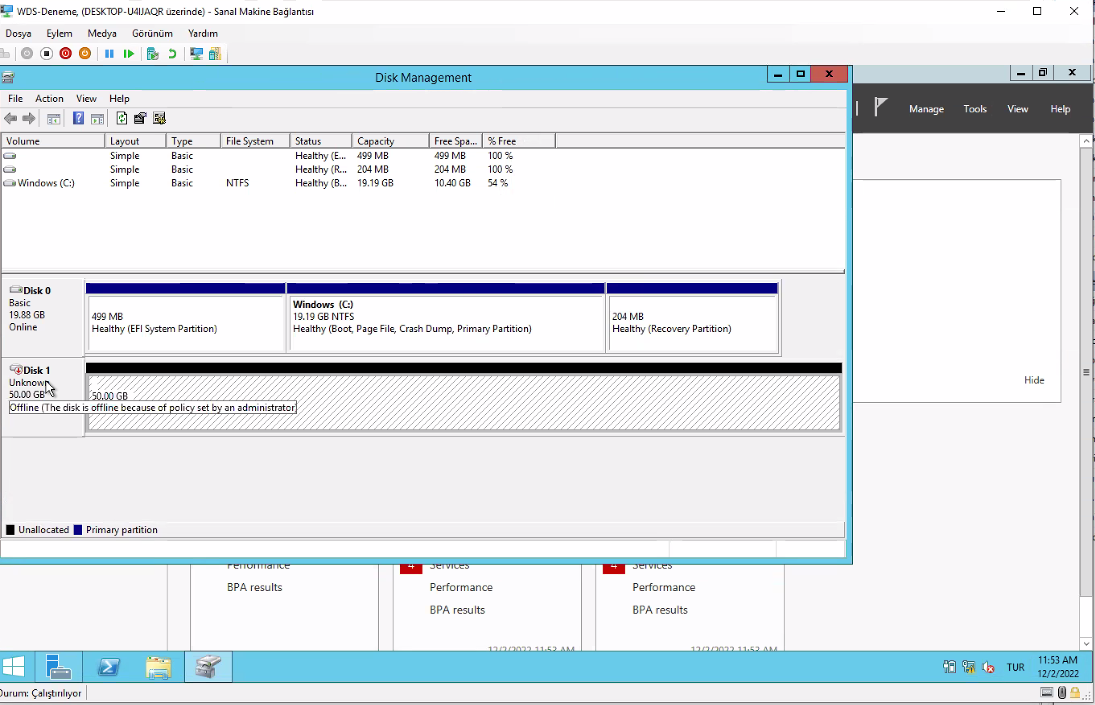 WDS-Deneme, (DESKTOP-U4IJAQR üzerinde) - Sanal Makine Bağlantısı
Dosya Eylem Medya Görünüm Yardım
Disk Management
File Action View Help
Manage Tools View Help
Volume Layout Type File System Status Capacity Free Spa... % Free
Simple Basic Healthy (E... 499 MB 499 MB 100 %
Simple Basic Healthy (R... 204 MB 204 MB 100 %
Windows (C:) Simple Basic NTFS Healthy (B... 19.19 GB 10.40 GB 54 %
Disk 0
Basic
19.88 GB
Online
499 MB
Healthy (EFI System Partition)
Windows (C:)
19.19 GB NTFS
Healthy (Boot, Page File, Crash Dump, Primary Partition)
204 MB
Healthy (Recovery Partition)
Disk 1
Unknown
50.00 GB
50.00 GB
Offline (The disk is offline because of policy set by an administrator
Hide
Unallocated Primary partition
Performance
BPA results
4 Services
Performance
BPA results
12/2/2022 11:53 AM
4 Services
Performance
BPA results
12/2/2022 11:53 AM
TUR
11:53 AM
12/2/2022
Durum: Çalıştırılıyor